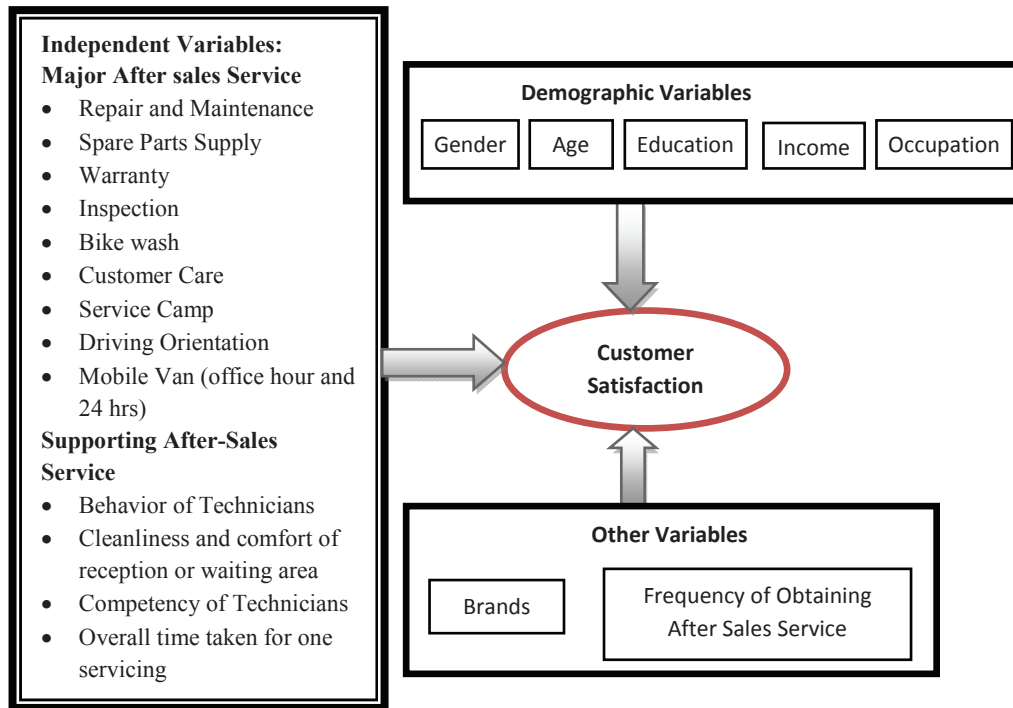 Independent Variables:
Major After sales Service
• Repair and Maintenance
• Spare Parts Supply
• Warranty
• Inspection
• Bike wash
• Customer Care
• Service Camp
• Driving Orientation
• Mobile Van (office hour and
24 hrs)
Supporting After-Sales
Service
• Behavior of Technicians
• Cleanliness and comfort of
reception or waiting area
• Competency of Technicians
• Overall time taken for one
servicing
Demographic Variables
Gender
Age
Education
Income
Occupation
Customer
Satisfaction
Other Variables
Brands
Frequency of Obtaining
After Sales Service